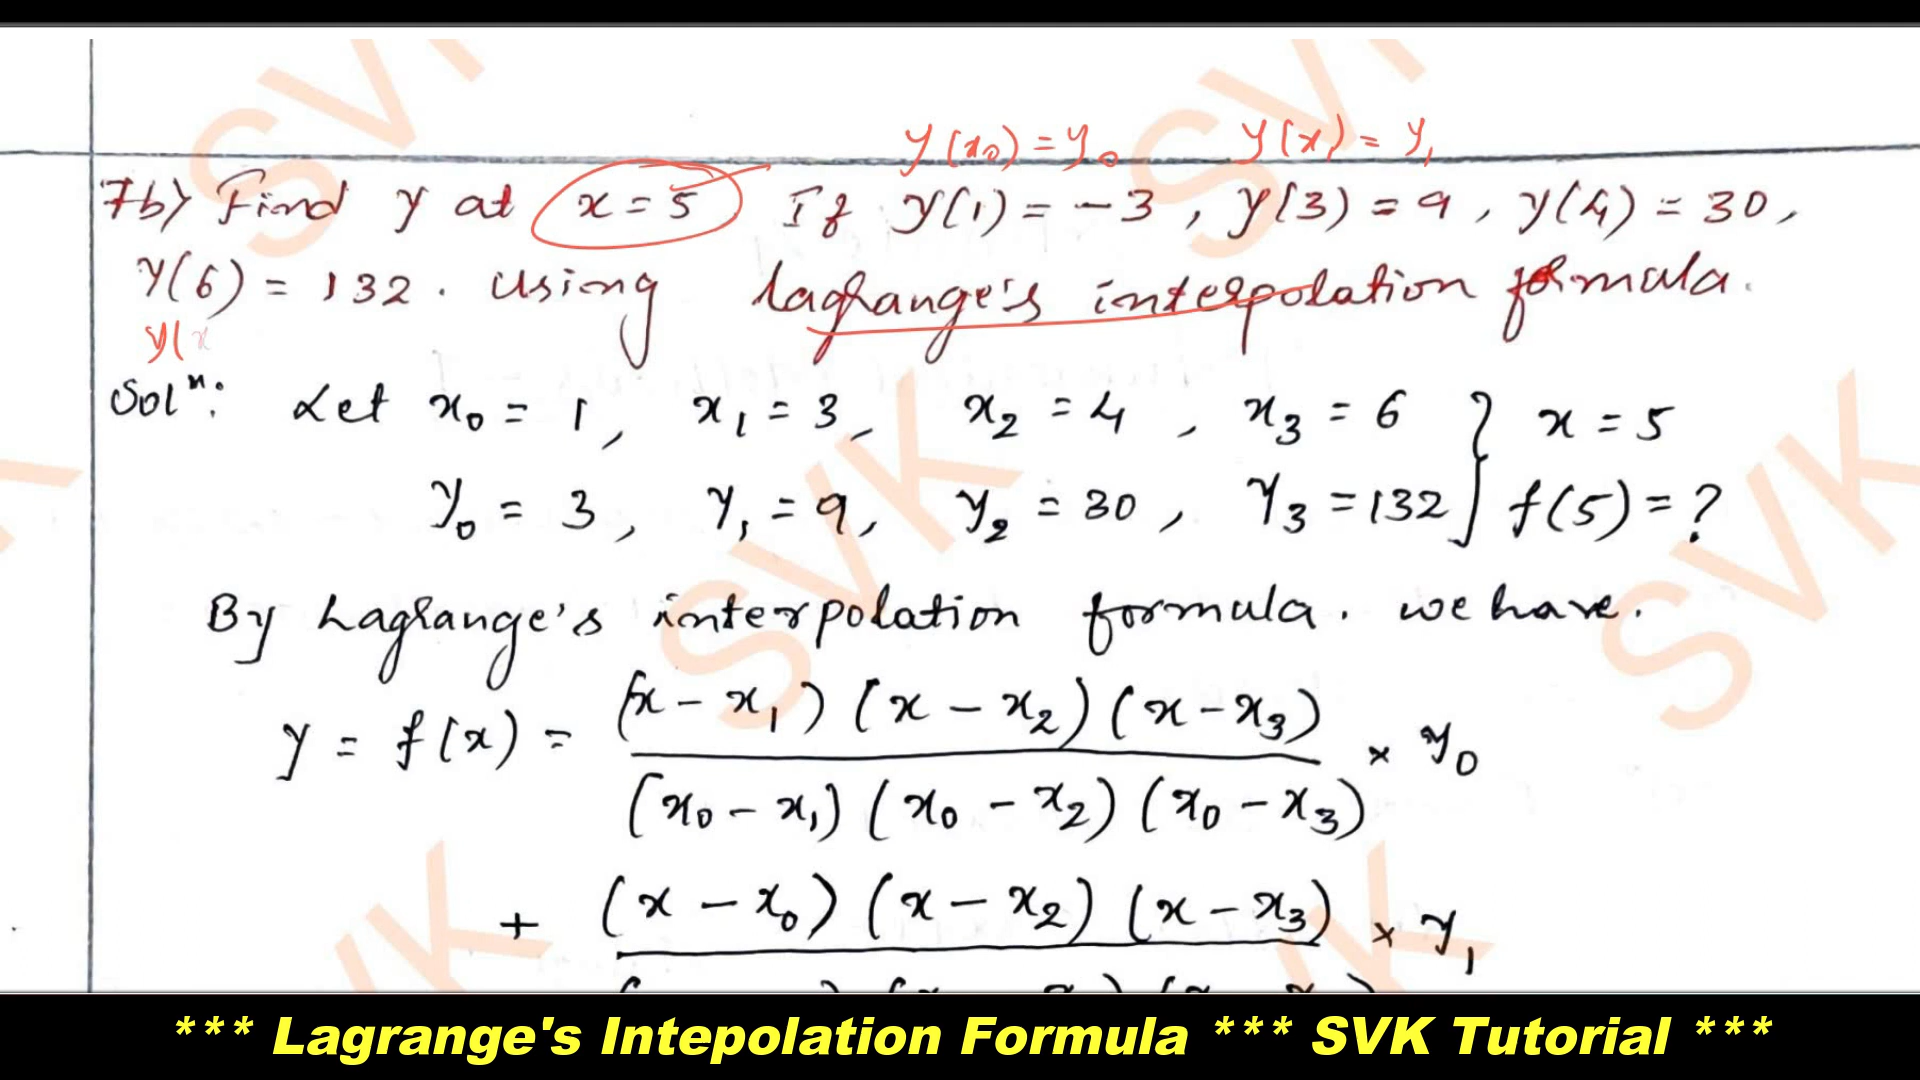 y(x₀) = y₀ y(x) = y₁
7b) Find y at x = 5 If y(1) = -3, y(3) = 9, y(4) = 30,
y(6) = 132. using Lagrange's interpolation formula.
y(x
Solⁿ: Let x₀ = 1, x₁ = 3, x₂ = 4, x₃ = 6 } x = 5
y₀ = 3, y₁ = 9, y₂ = 30, y₃ = 132 } f(5) = ?
By Lagrange's interpolation formula. we have.
y = f(x) = (x - x₁) (x - x₂) (x - x₃) / (x₀ - x₁) (x₀ - x₂) (x₀ - x₃) × y₀
+ (x - x₀) (x - x₂) (x - x₃) × y₁
*** Lagrange's Intepolation Formula *** SVK Tutorial ***
SVK